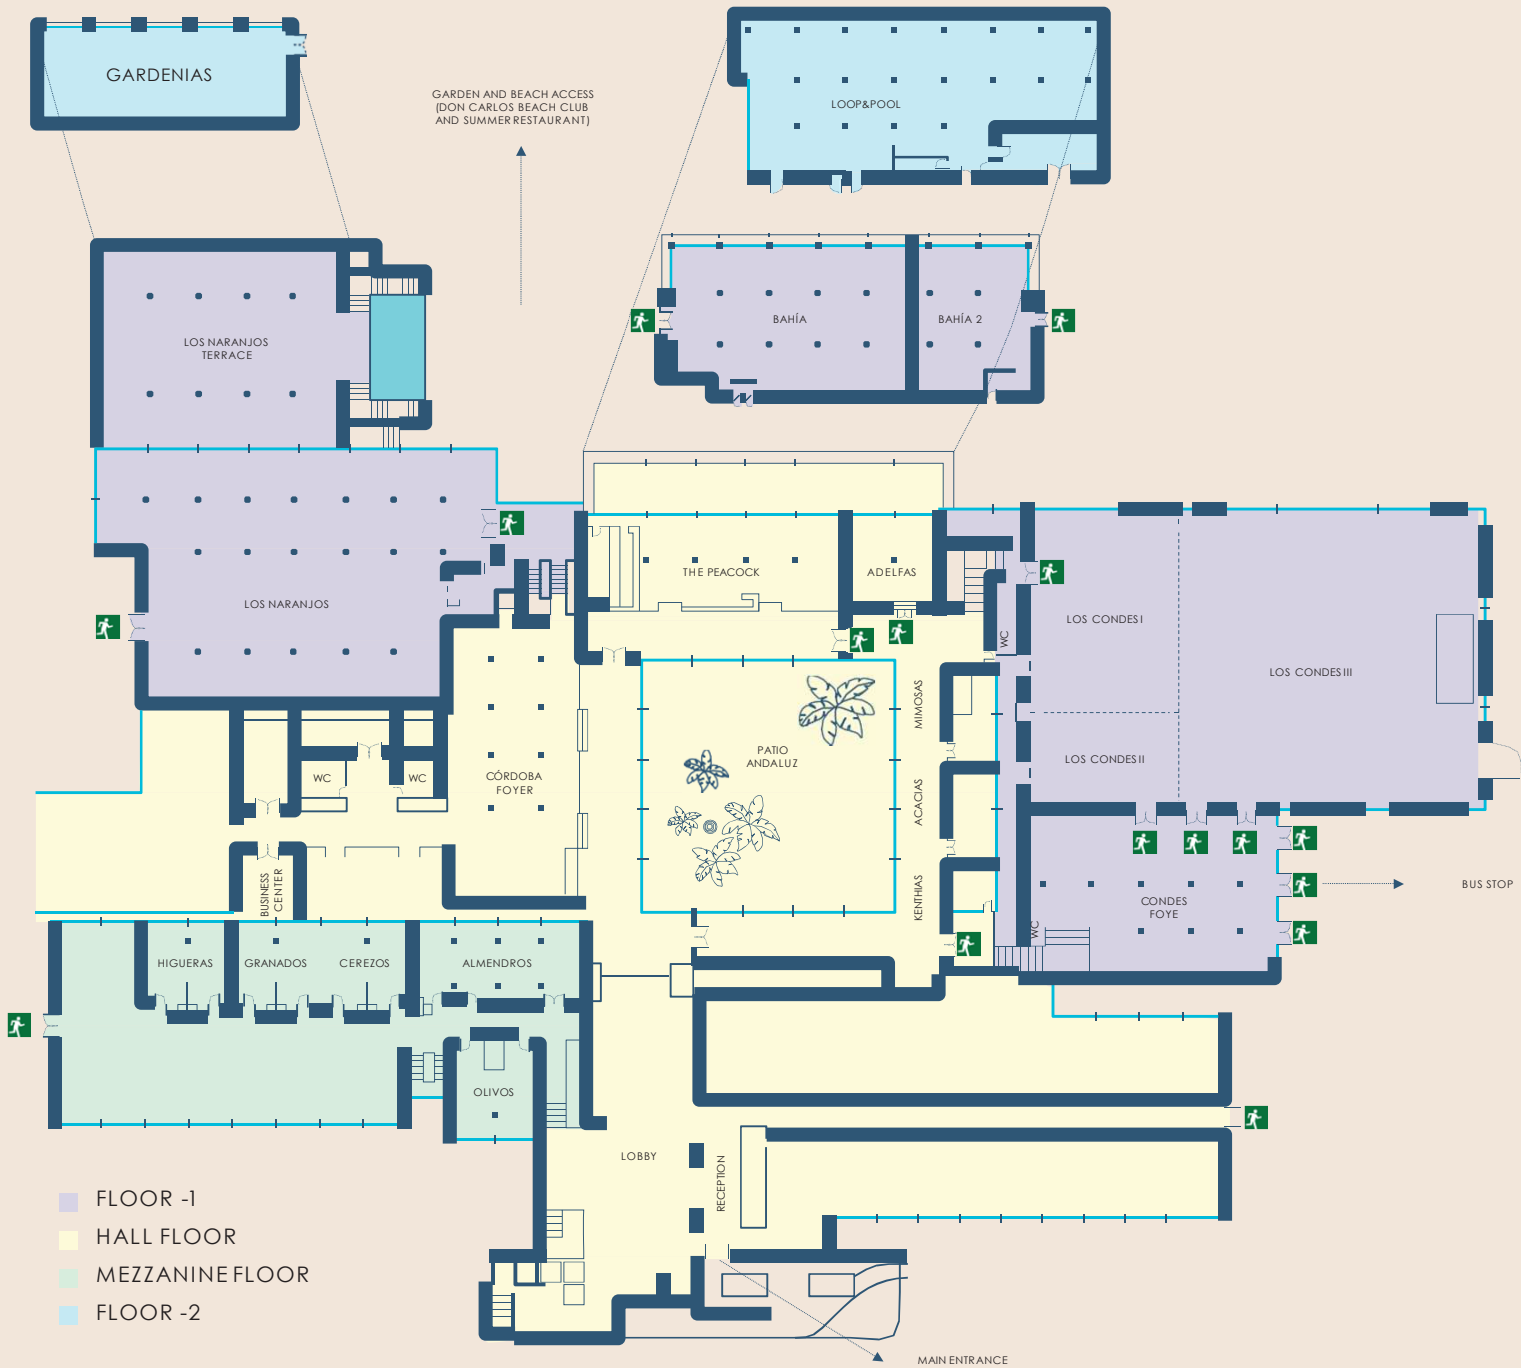 GARDENIAS
GARDEN AND BEACH ACCESS
(DON CARLOS BEACH CLUB
AND SUMMER RESTAURANT)
LOOP&POOL
LOS NARANJOS
TERRACE
BAHÍA
BAHÍA 2
LOS NARANJOS
THE PEACOCK
ADELFAS
WC
LOS CONDES I
LOS CONDES III
LOS CONDES II
MIMOSAS
PATIO
ANDALUZ
ACACIAS
KENTHIAS
WC
WC
CÓRDOBA
FOYER
BUSINESS
CENTER
WC
CONDES
FOYE
BUS STOP
HIGUERAS
GRANADOS
CEREZOS
ALMENDROS
OLIVOS
LOBBY
RECEPTION
FLOOR -1
HALL FLOOR
MEZZANINE FLOOR
FLOOR -2
MAIN ENTRANCE